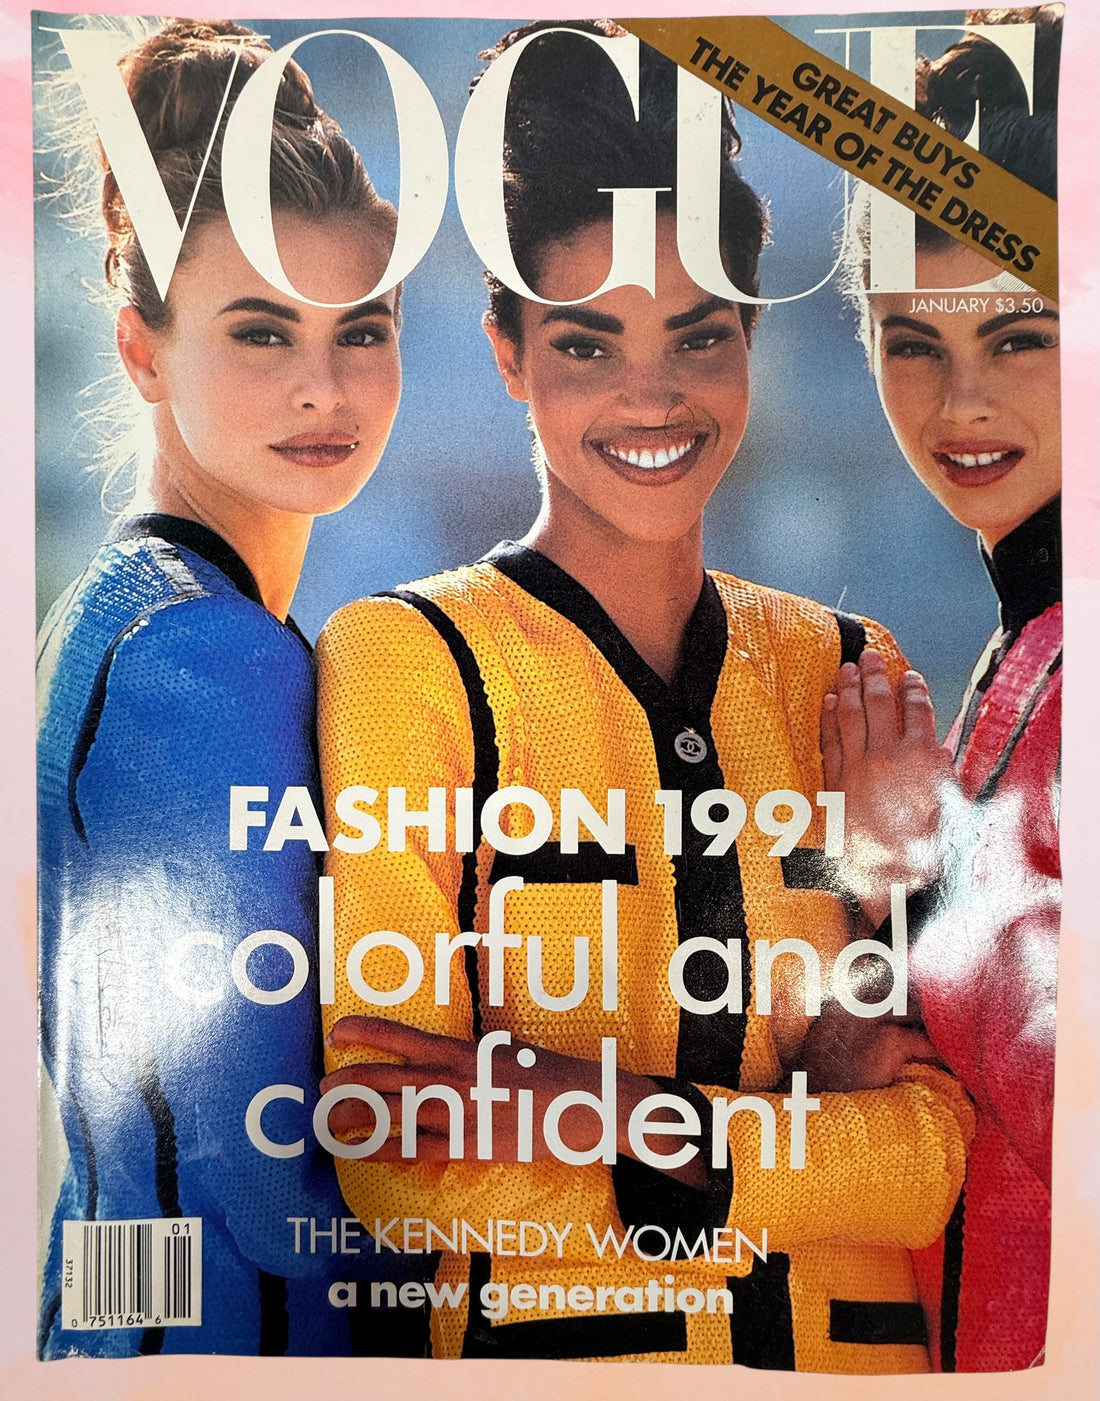 VOGUE
GREAT BUYS
THE YEAR OF THE DRESS
JANUARY $3.50
FASHION 1991
colorful and
confident
THE KENNEDY WOMEN
a new generation
01
37132
0 751164 6